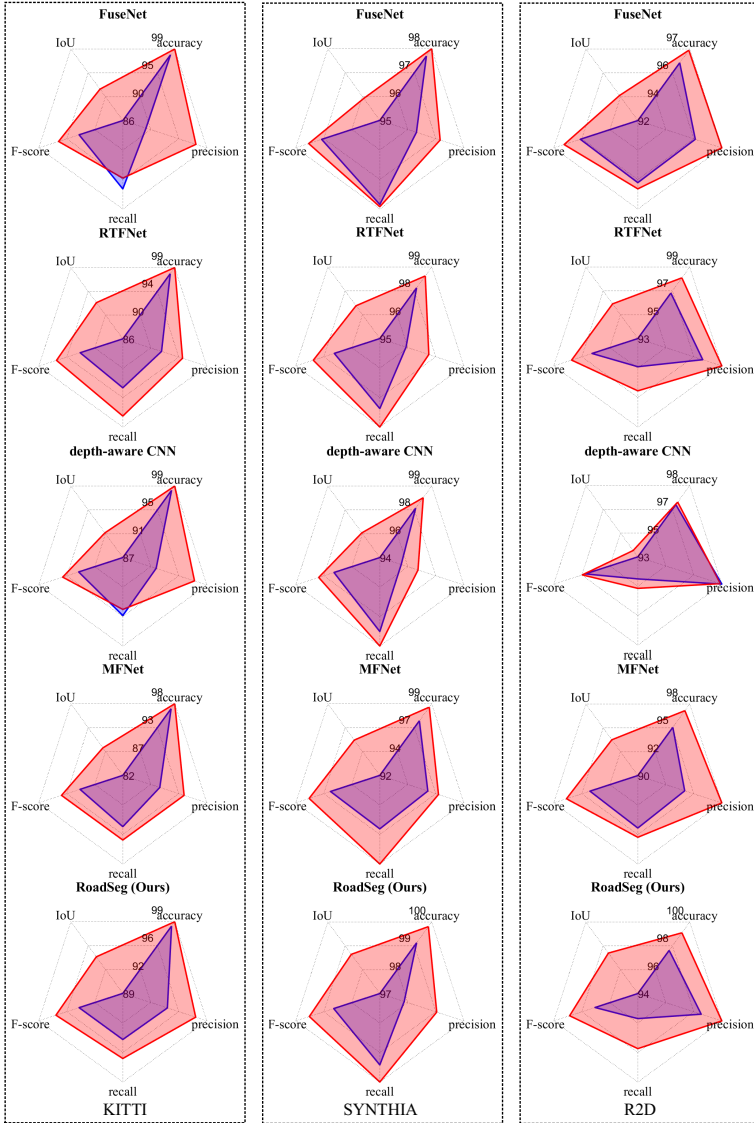 FuseNet
99
IoU
accuracy
95
90
86
F-score
precision
recall
RTFNet
99
IoU
accuracy
94
90
86
F-score
precision
recall
depth-aware CNN
99
IoU
accuracy
95
91
87
F-score
precision
recall
MFNet
98
IoU
accuracy
93
87
82
F-score
precision
recall
RoadSeg (Ours)
99
IoU
accuracy
96
92
89
F-score
precision
recall
KITTI
FuseNet
98
IoU
accuracy
97
96
95
F-score
precision
recall
RTFNet
99
IoU
accuracy
98
96
95
F-score
precision
recall
depth-aware CNN
99
IoU
accuracy
98
96
94
F-score
precision
recall
MFNet
99
IoU
accuracy
97
94
92
F-score
precision
recall
RoadSeg (Ours)
100
IoU
accuracy
99
98
97
F-score
precision
recall
SYNTHIA
FuseNet
97
IoU
accuracy
96
94
92
F-score
precision
recall
RTFNet
99
IoU
accuracy
97
95
93
F-score
precision
recall
depth-aware CNN
98
IoU
accuracy
97
95
93
F-score
precision
recall
MFNet
98
IoU
accuracy
95
92
90
F-score
precision
recall
RoadSeg (Ours)
100
IoU
accuracy
98
96
94
F-score
precision
recall
R2D